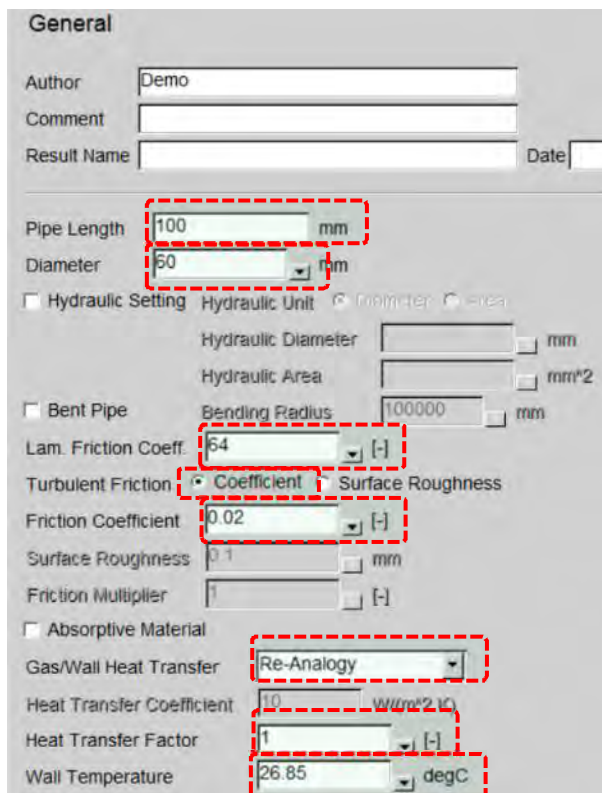 General
Author Demo
Comment
Result Name Date
Pipe Length 100 mm
Diameter 60 mm
Hydraulic Setting Hydraulic Unit Diameter Area
Hydraulic Diameter mm
Hydraulic Area mm^2
Bent Pipe Bending Radius 100000 mm
Lam. Friction Coeff. 64 [-]
Turbulent Friction Coefficient Surface Roughness
Friction Coefficient 0.02 [-]
Surface Roughness 0.1 mm
Friction Multiplier 1 [-]
Absorptive Material
Gas/Wall Heat Transfer Re-Analogy
Heat Transfer Coefficient 10 W/(m^2.K)
Heat Transfer Factor 1 [-]
Wall Temperature 26.85 degC